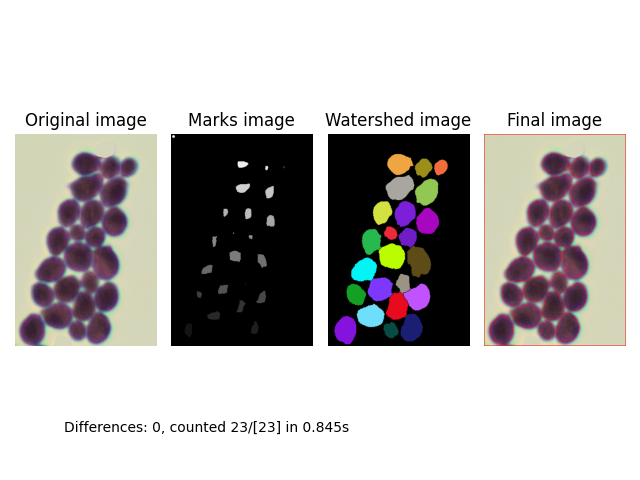 Original image
Marks image
Watershed image
Final image
Differences: 0, counted 23/[23] in 0.845s